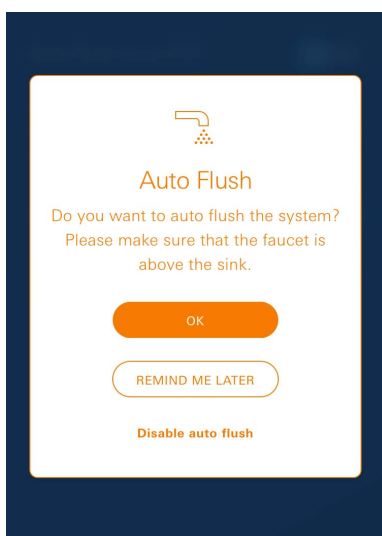 Auto Flush
Do you want to auto flush the system?
Please make sure that the faucet is
above the sink.
OK
REMIND ME LATER
Disable auto flush